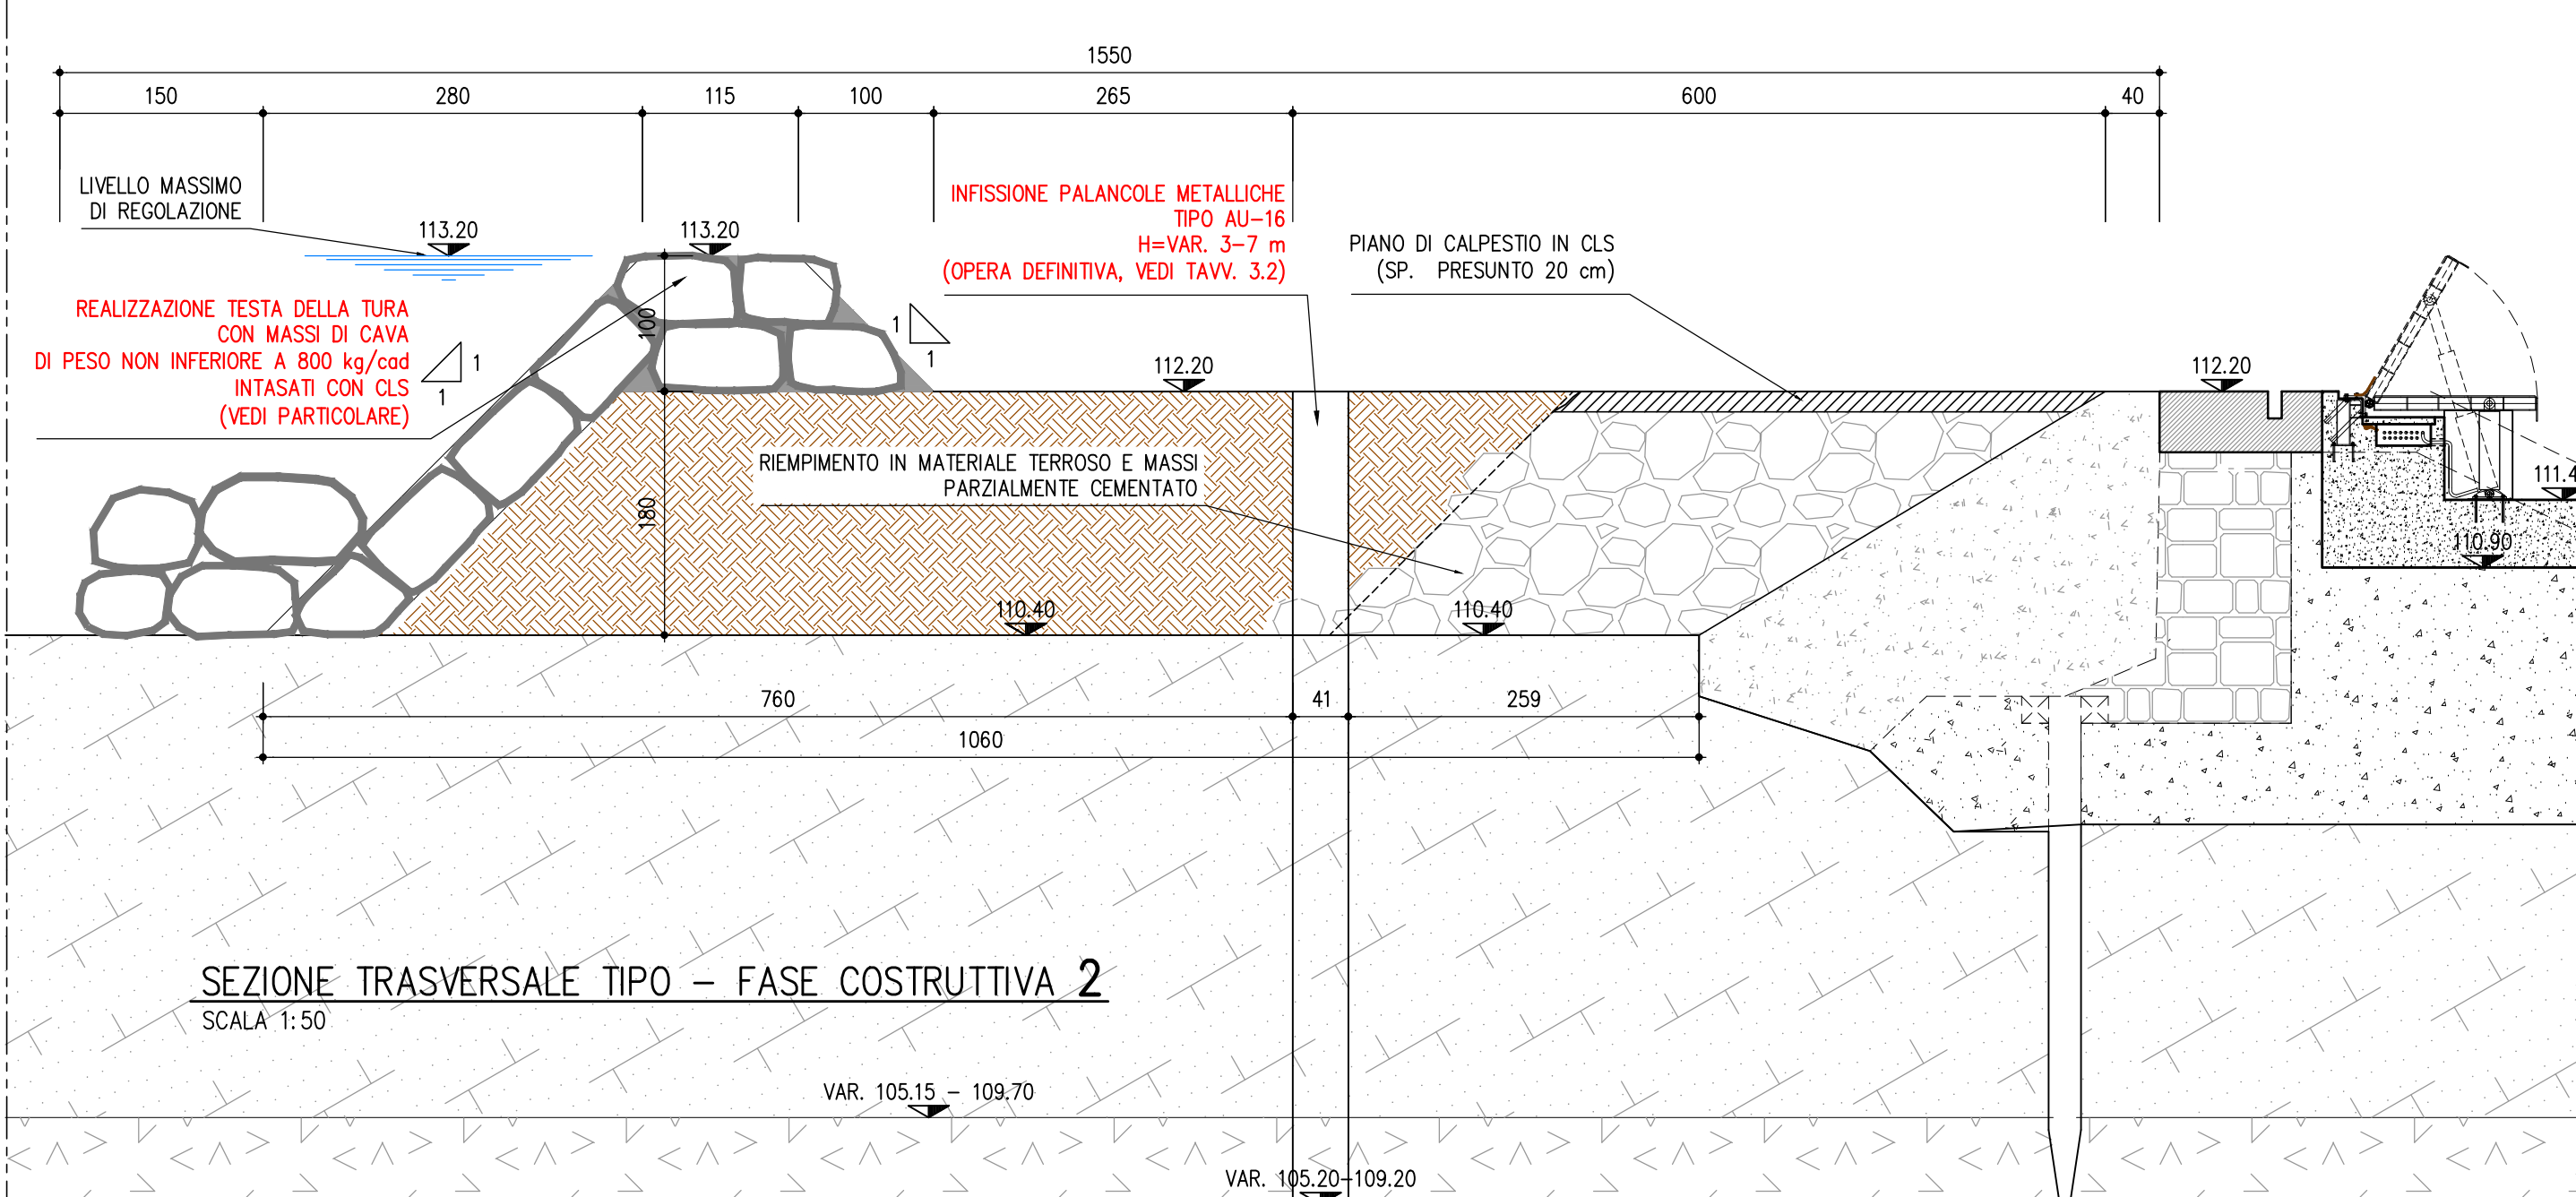 1550
150 280 115 100 265 600 40
LIVELLO MASSIMO
DI REGOLAZIONE
113.20
113.20
INFISSIONE PALANCOLE METALLICHE
TIPO AU-16
H=VAR. 3-7 m
(OPERA DEFINITIVA, VEDI TAVV. 3.2)
PIANO DI CALPESTIO IN CLS
(SP. PRESUNTO 20 cm)
REALIZZAZIONE TESTA DELLA TURA
CON MASSI DI CAVA
DI PESO NON INFERIORE A 800 kg/cad
INTASATI CON CLS
(VEDI PARTICOLARE)
1
1
100
1
1
112.20
112.20
180
RIEMPIMENTO IN MATERIALE TERROSO E MASSI
PARZIALMENTE CEMENTATO
111.4
110.90
110.40
110.40
760 41 259
1060
SEZIONE TRASVERSALE TIPO - FASE COSTRUTTIVA 2
SCALA 1:50
VAR. 105.15 - 109.70
VAR. 105.20-109.20